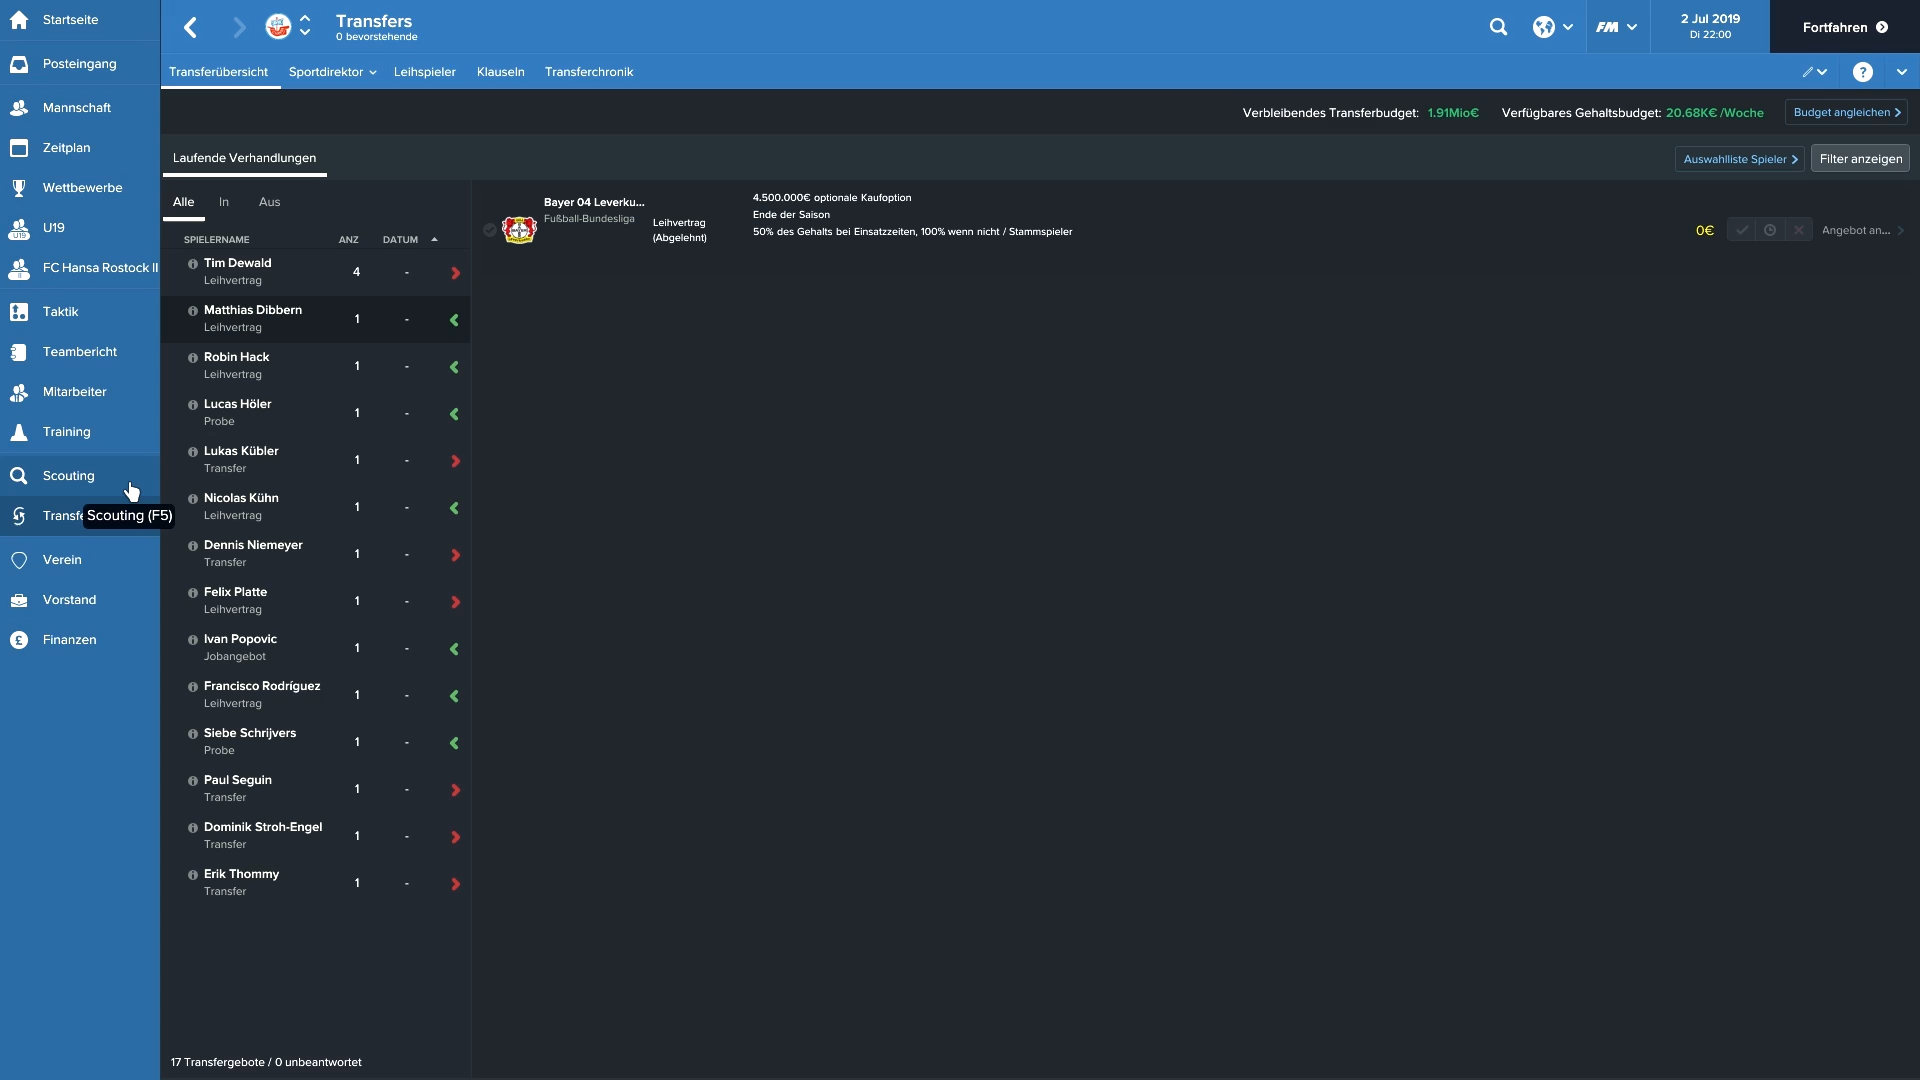 Startseite
Posteingang
Mannschaft
Zeitplan
Wettbewerbe
U19
FC Hansa Rostock II
Taktik
Teambericht
Mitarbeiter
Training
Scouting
Transfe
Scouting (F5)
Verein
Vorstand
Finanzen
Transfers
0 bevorstehende
FM
2 Jul 2019
Di 22:00
Fortfahren
Transferübersicht Sportdirektor Leihspieler Klauseln Transferchronik
?
Verbleibendes Transferbudget: 1.91Mio€ Verfügbares Gehaltsbudget: 20.68K€ /Woche Budget angleichen
Laufende Verhandlungen
Auswahlliste Spieler
Filter anzeigen
Alle In Aus
SPIELERNAME ANZ DATUM
Tim Dewald 4 -
Leihvertrag
Matthias Dibbern 1 -
Leihvertrag
Robin Hack 1 -
Leihvertrag
Lucas Höler 1 -
Probe
Lukas Kübler 1 -
Transfer
Nicolas Kühn 1 -
Leihvertrag
Dennis Niemeyer 1 -
Transfer
Felix Platte 1 -
Leihvertrag
Ivan Popovic 1 -
Jobangebot
Francisco Rodríguez 1 -
Leihvertrag
Siebe Schrijvers 1 -
Probe
Paul Seguin 1 -
Transfer
Dominik Stroh-Engel 1 -
Transfer
Erik Thommy 1 -
Transfer
17 Transfergebote / 0 unbeantwortet
Bayer 04 Leverku...
Fußball-Bundesliga
Leihvertrag
(Abgelehnt)
4.500.000€ optionale Kaufoption
Ende der Saison
50% des Gehalts bei Einsatzzeiten, 100% wenn nicht / Stammspieler
0€
Angebot an...